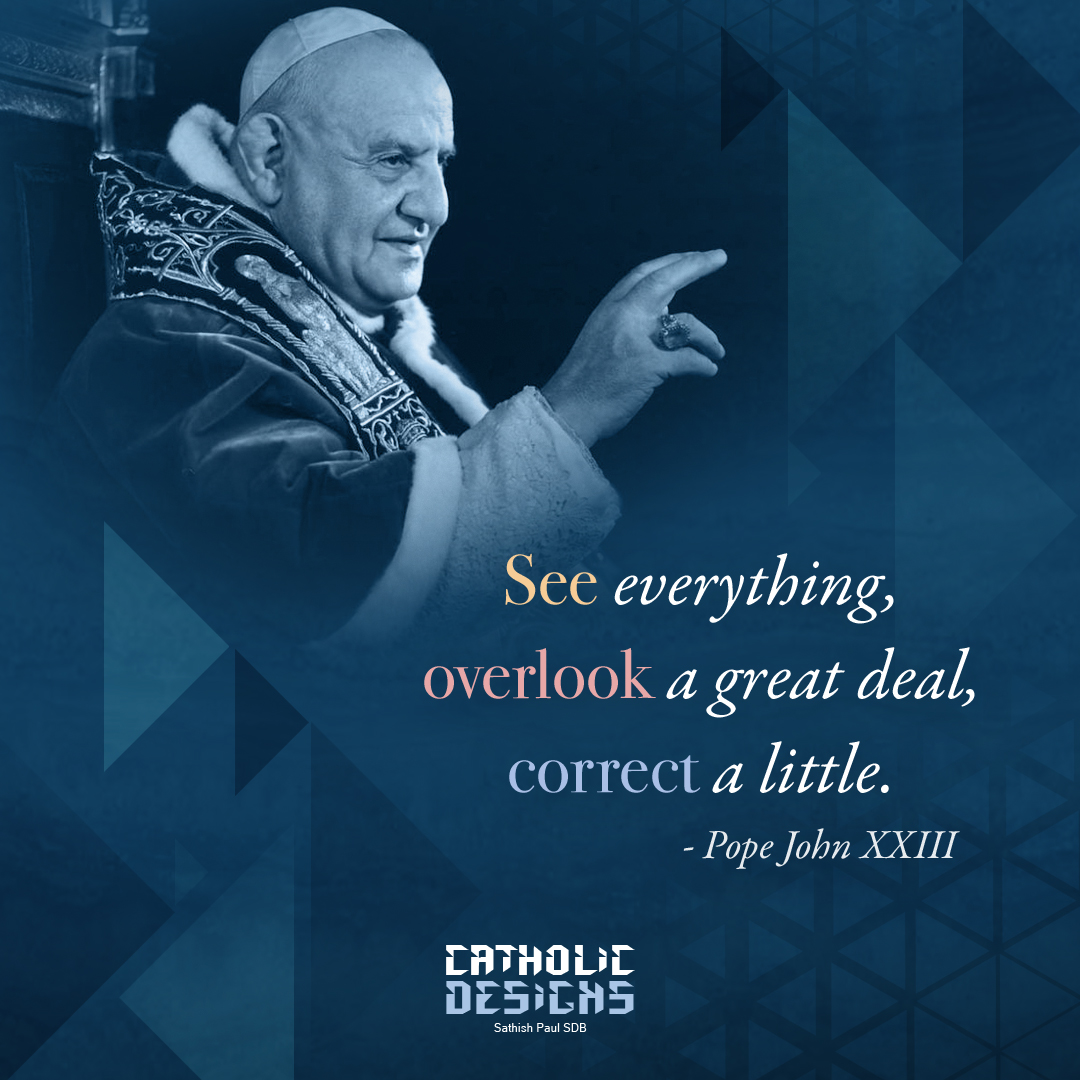 See everything,
overlook a great deal,
correct a little.
- Pope John XXIII
CATHOLIC
DESIGNS
Sathish Paul SDB